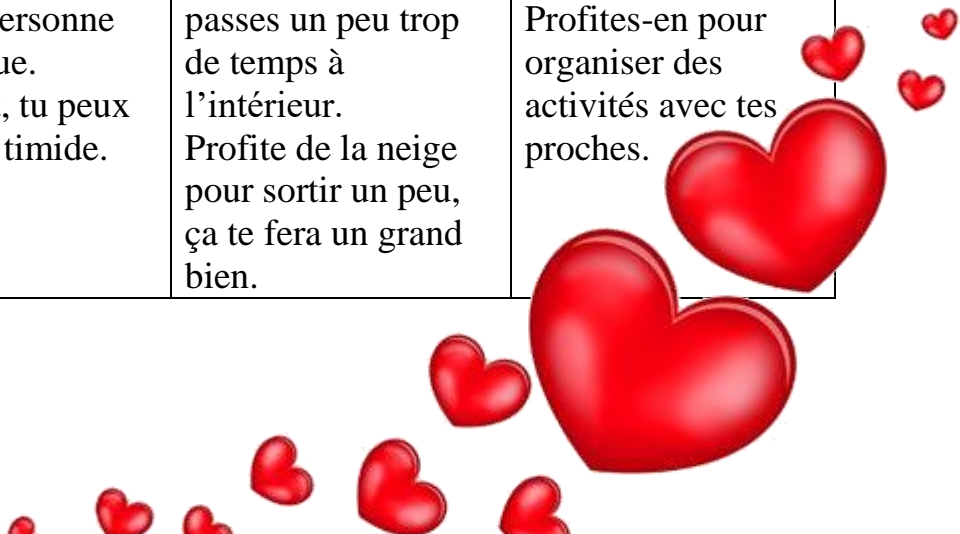 ersonne
ue.
, tu peux
timide.
passes un peu trop
de temps à
l’intérieur.
Profite de la neige
pour sortir un peu,
ça te fera un grand
bien.
Profites-en pour
organiser des
activités avec tes
proches.